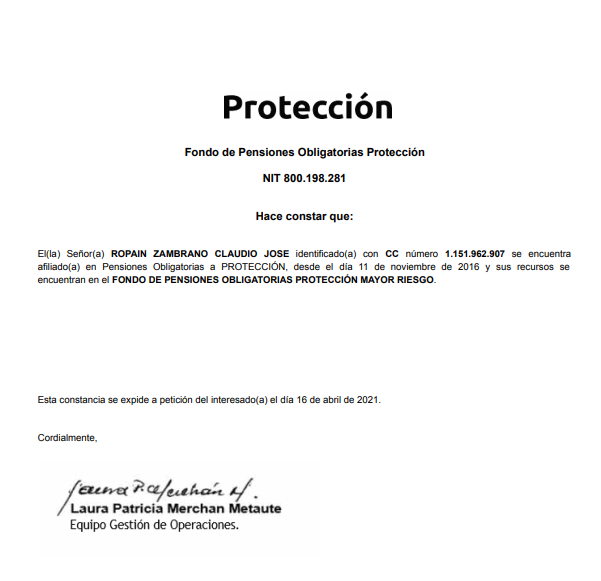 Protección
Fondo de Pensiones Obligatorias Protección
NIT 800.198.281
Hace constar que:
El(la) Señor(a) ROPAIN ZAMBRANO CLAUDIO JOSE identificado(a) con CC número 1.151.962.907 se encuentra
afiliado(a) en Pensiones Obligatorias a PROTECCIÓN, desde el día 11 de noviembre de 2016 y sus recursos se
encuentran en el FONDO DE PENSIONES OBLIGATORIAS PROTECCIÓN MAYOR RIESGO.
Esta constancia se expide a petición del interesado(a) el día 16 de abril de 2021.
Cordialmente,
Laura Patricia Merchan Metaute
Equipo Gestión de Operaciones.